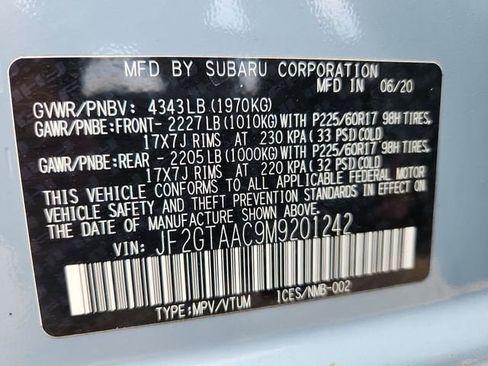 MFD BY SUBARU CORPORATION
MFD IN 06/20
GVWR/PNBV: 4343LB(1970KG)
GAWR/PNBE:FRONT-2227LB(1010KG)WITH P225/60R17 98H TIRES,
17X7J RIMS AT 230 KPA(33 PSI)COLD
GAWR/PNBE:REAR -2205LB(1000KG)WITH P225/60R17 98H TIRES,
17X7J RIMS AT 220 KPA(32 PSI)COLD
THIS VEHICLE CONFORMS TO ALL APPLICABLE FEDERAL MOTOR
VEHICLE SAFETY AND THEFT PREVENTION STANDARDS IN EFFECT ON
THE DATE OF MANUFACTURE SHOWN ABOVE.
VIN: JF2GTAAC9M9201242
TYPE:MPV/VTUM ICES/NMB-002